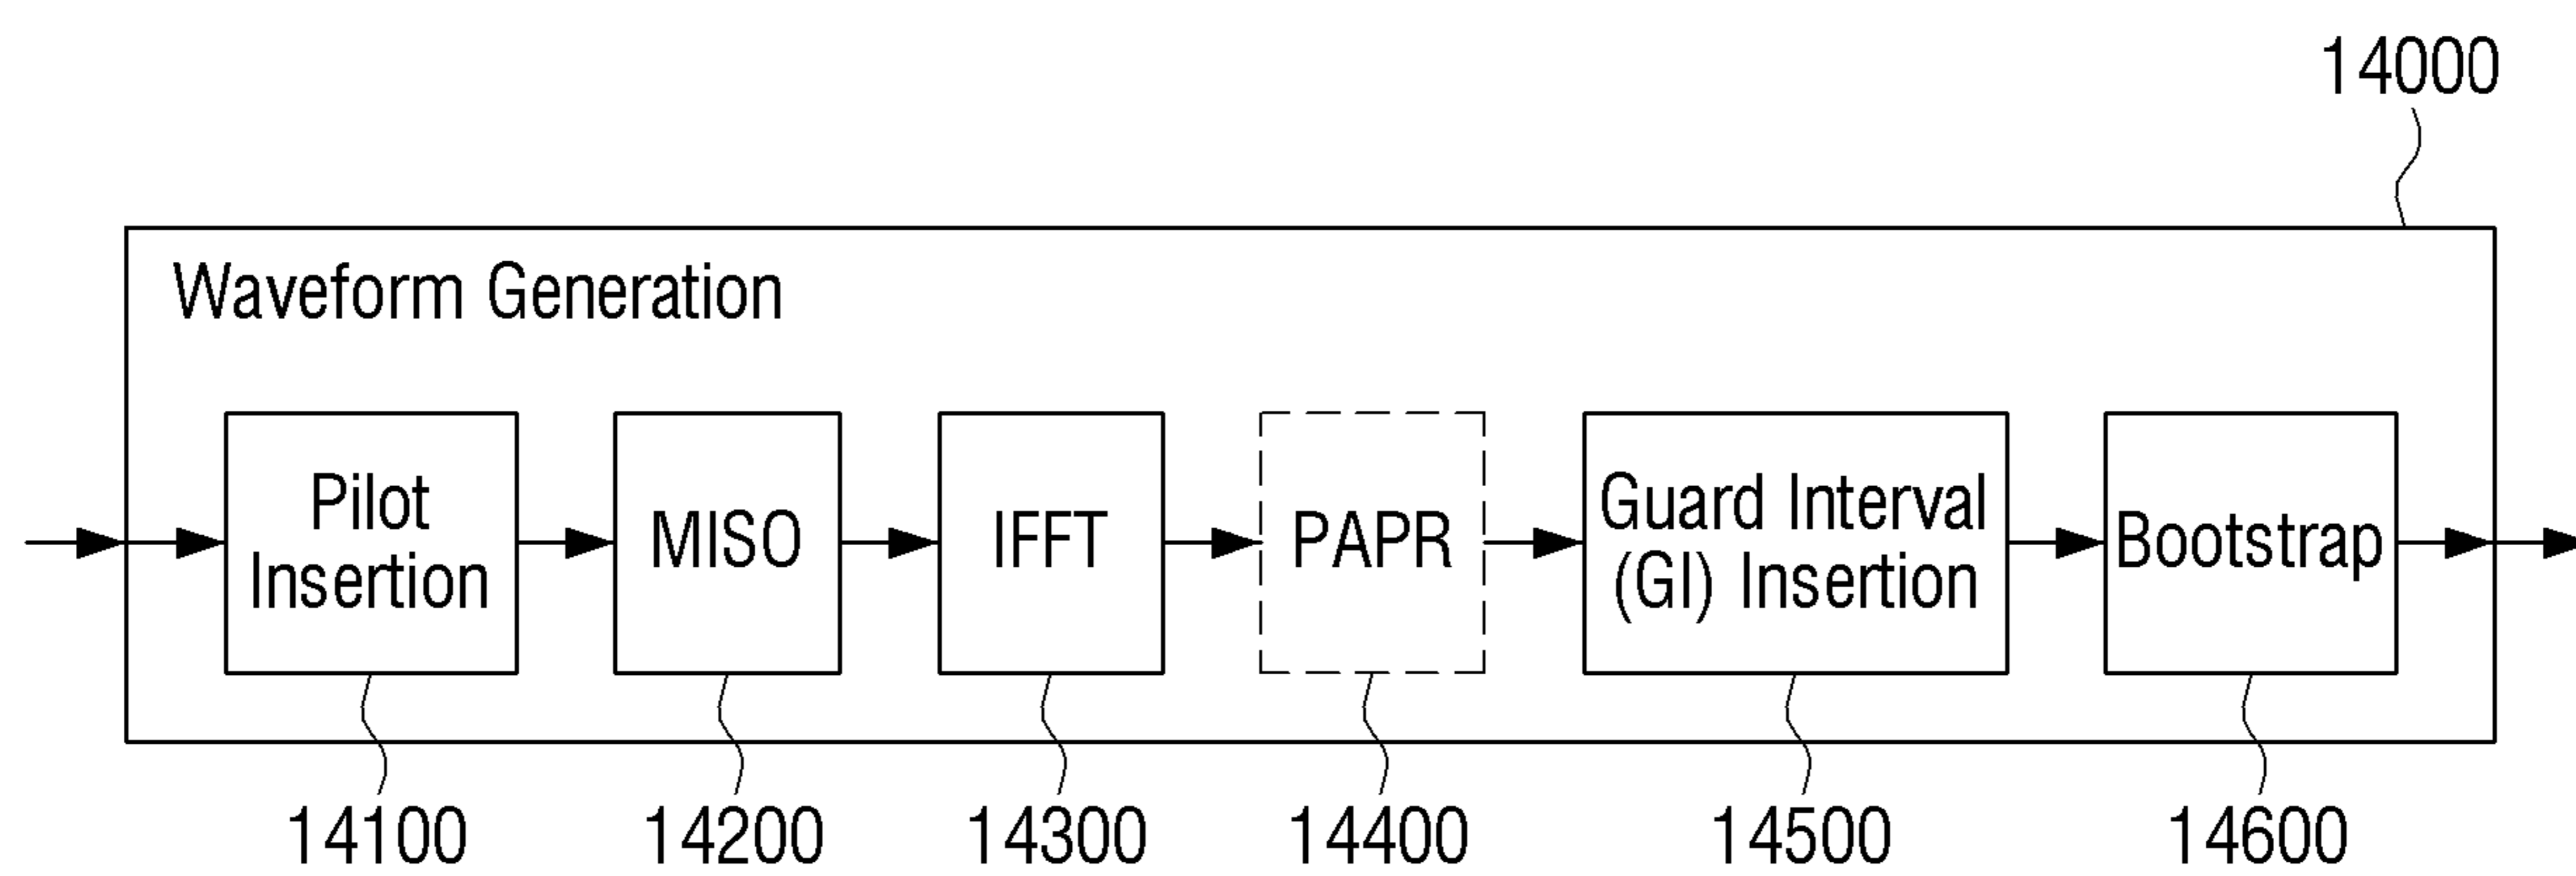 14000
Waveform Generation
Pilot
Insertion
MISO
IFFT
PAPR
Guard Interval
(GI) Insertion
Bootstrap
14100
14200
14300
14400
14500
14600